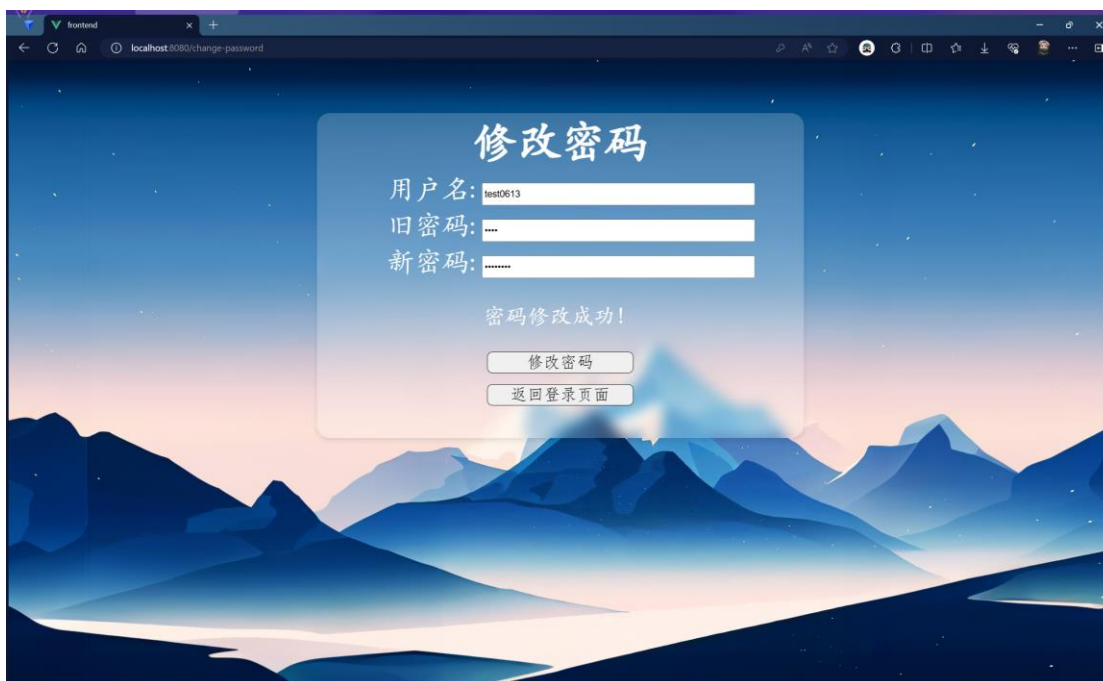 frontend
localhost:8080/change-password
修改密码
用户名: test0613
旧密码: ••••
新密码: ••••••••
密码修改成功!
修改密码
返回登录页面